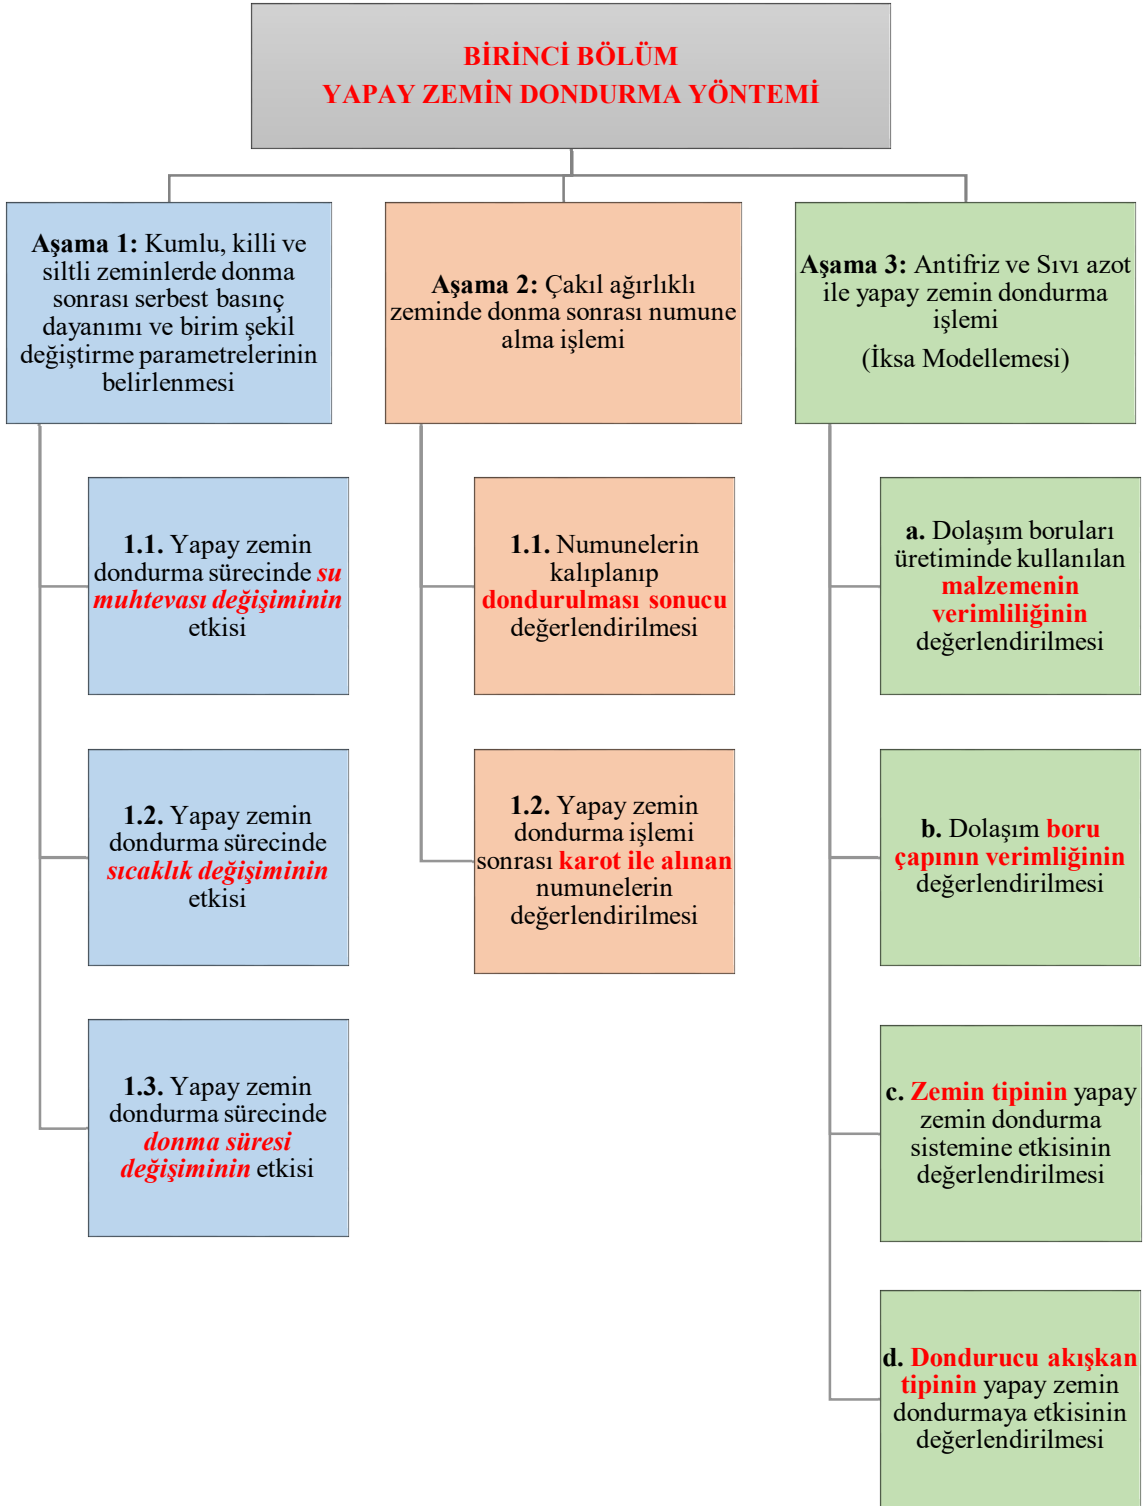 BİRİNCİ BÖLÜM
YAPAY ZEMİN DONDURMA YÖNTEMİ
Aşama 1: Kumlu, killi ve
siltli zeminlerde donma
sonrası serbest basınç
dayanımı ve birim şekil
değiştirme parametrelerinin
belirlenmesi
1.1. Yapay zemin
dondurma sürecinde su
muhtevası değişiminin
etkisi
1.2. Yapay zemin
dondurma sürecinde
sıcaklık değişiminin
etkisi
1.3. Yapay zemin
dondurma sürecinde
donma süresi
değişiminin etkisi
Aşama 2: Çakıl ağırlıklı
zeminde donma sonrası numune
alma işlemi
1.1. Numunelerin
kalıplanıp
dondurulması sonucu
değerlendirilmesi
1.2. Yapay zemin
dondurma işlemi
sonrası karot ile alınan
numunelerin
değerlendirilmesi
Aşama 3: Antifriz ve Sıvı azot
ile yapay zemin dondurma
işlemi
(İksa Modellemesi)
a. Dolaşım boruları
üretiminde kullanılan
malzemenin
verimliliğinin
değerlendirilmesi
b. Dolaşım boru
çapının verimliğinin
değerlendirilmesi
c. Zemin tipinin yapay
zemin dondurma
sistemine etkisinin
değerlendirilmesi
d. Dondurucu akışkan
tipinin yapay zemin
dondurmaya etkisinin
değerlendirilmesi